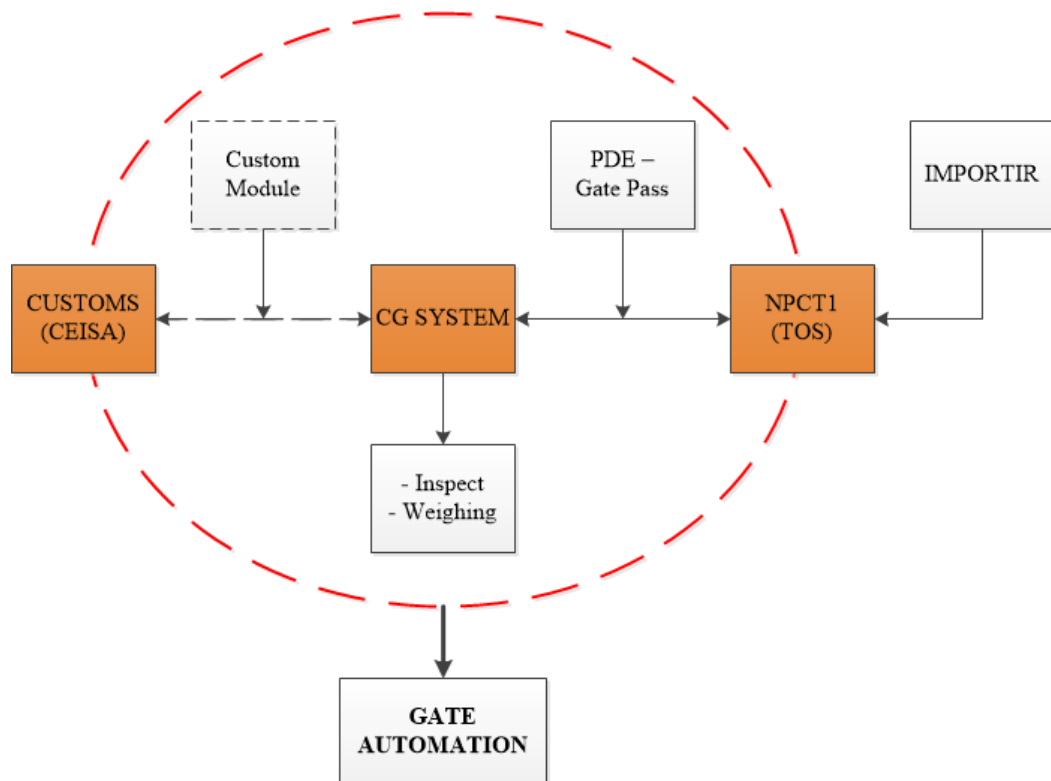 Custom
Module
PDE –
Gate Pass
IMPORTIR
CUSTOMS
(CEISA)
CG SYSTEM
NPCT1
(TOS)
- Inspect
- Weighing
GATE
AUTOMATION